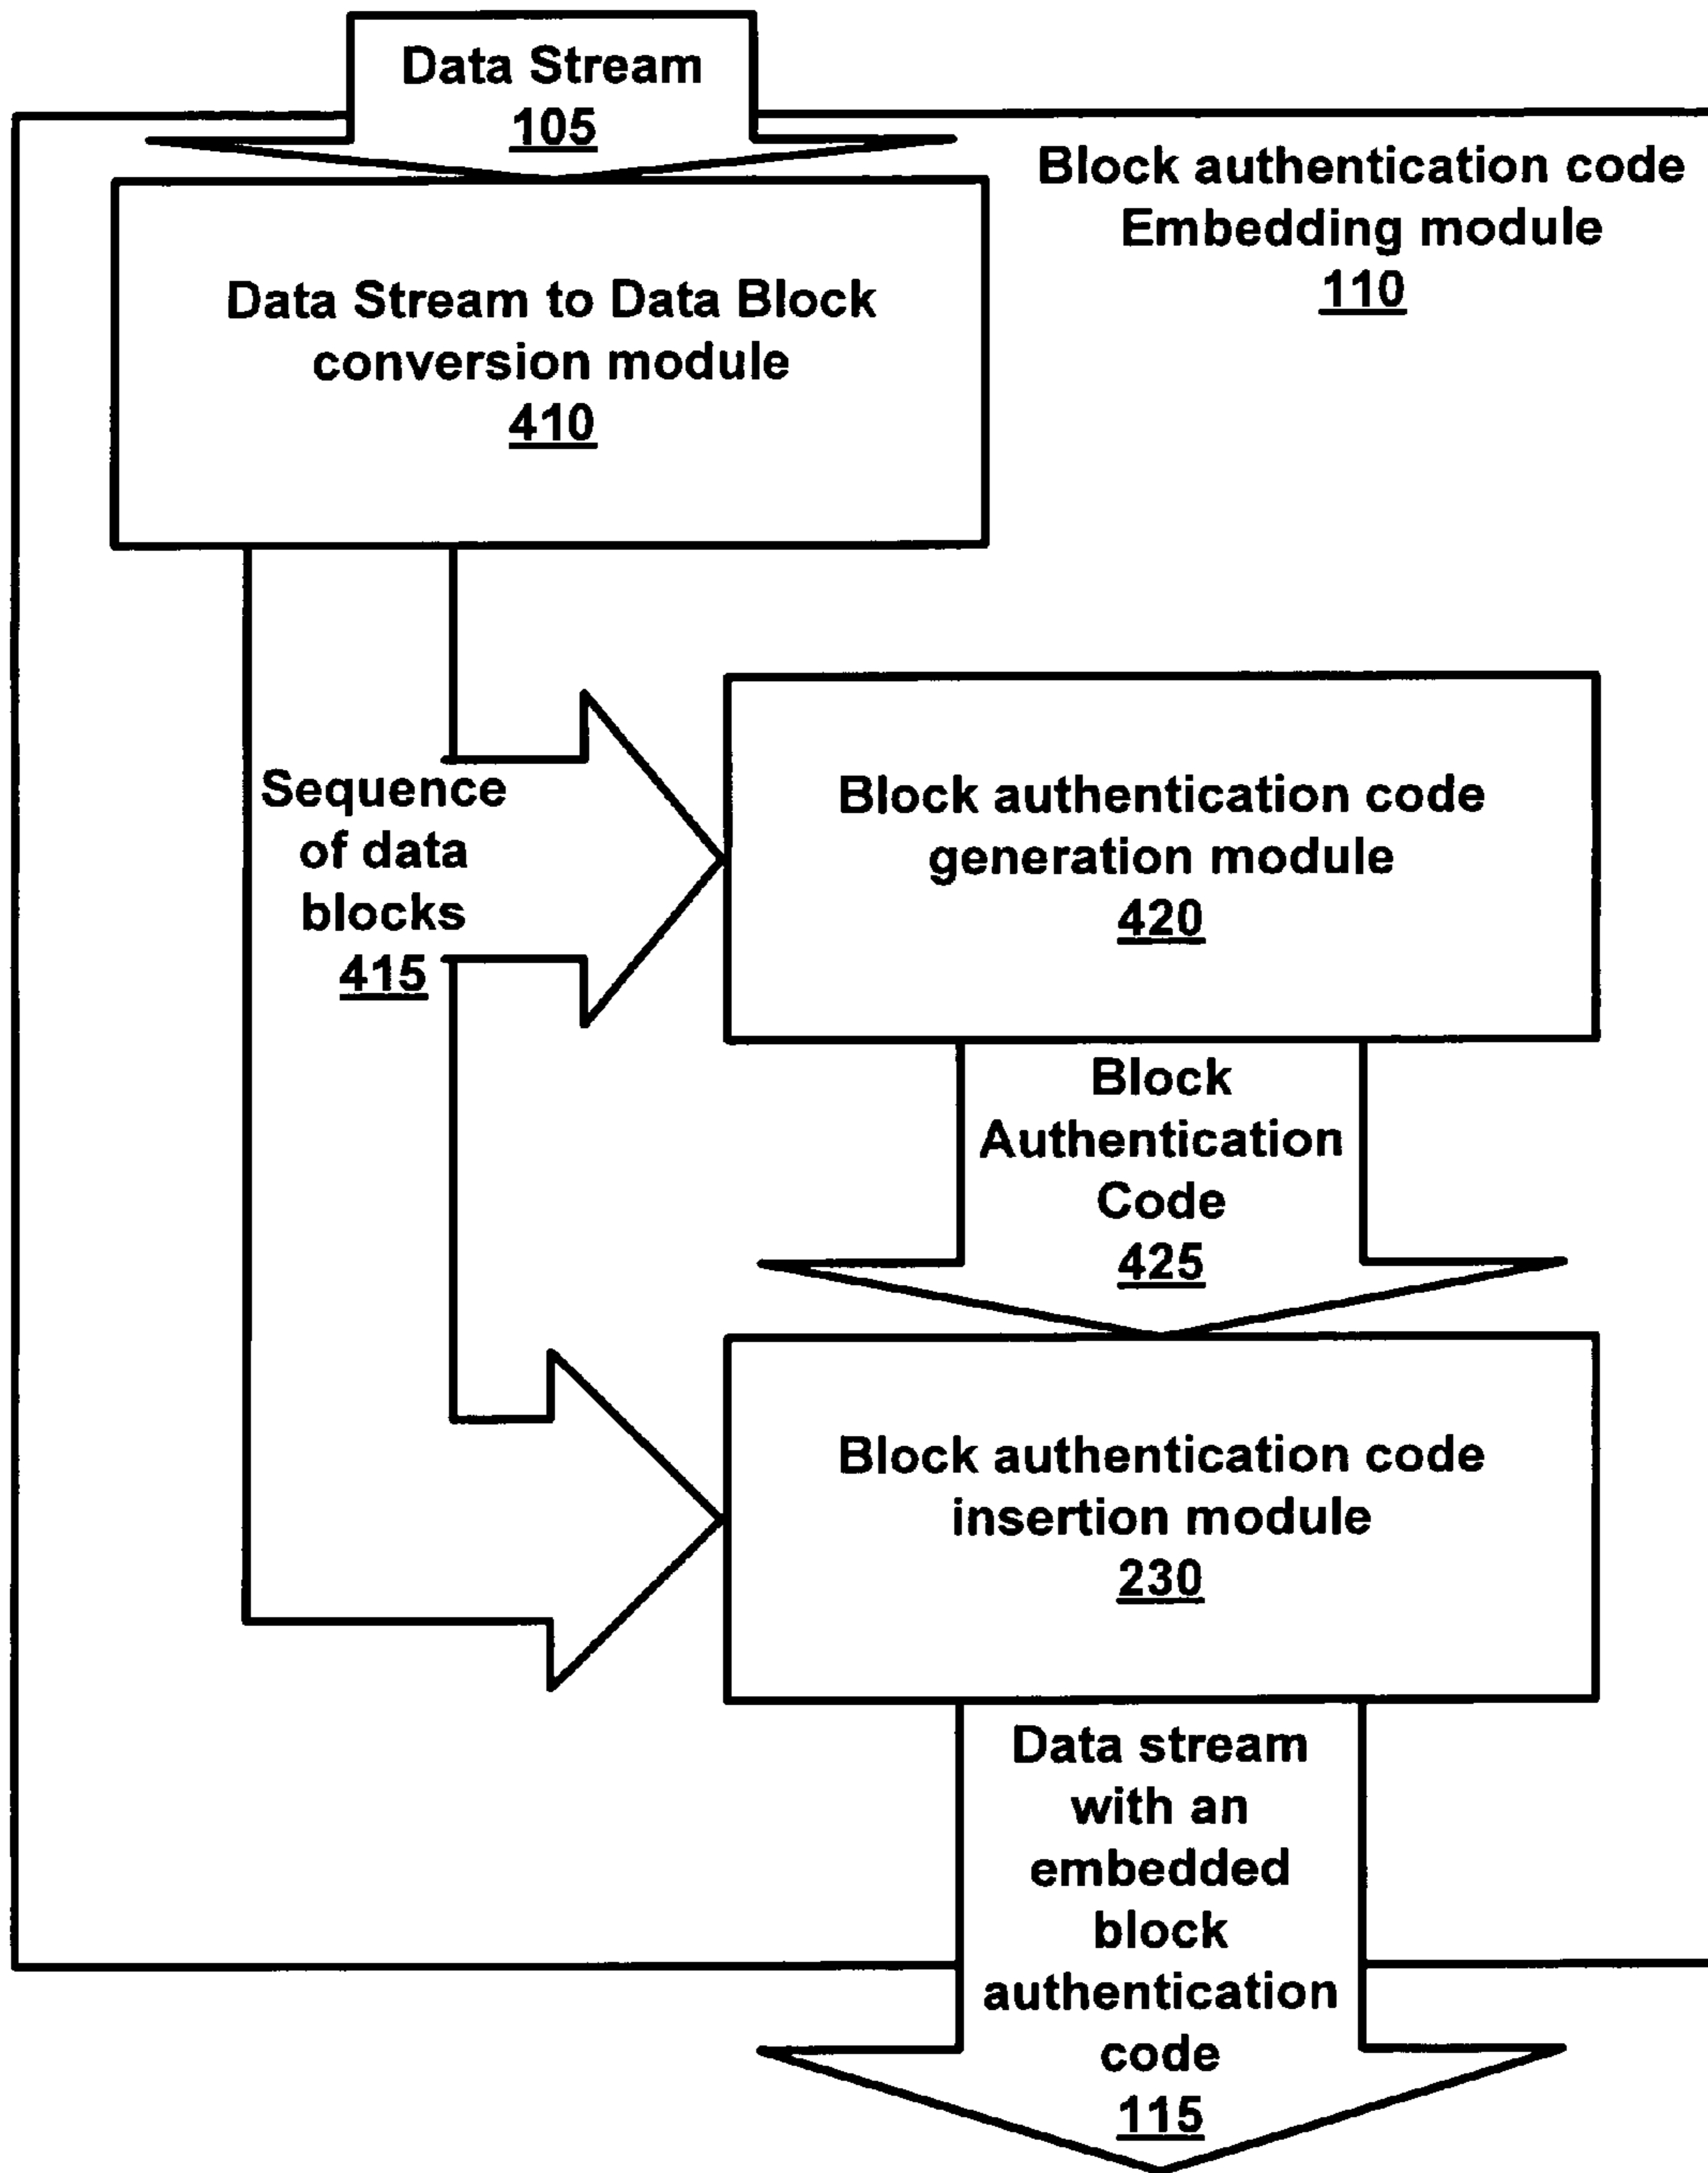 Data Stream
105
Block authentication code
Embedding module
110
Data Stream to Data Block
conversion module
410
Sequence
of data
blocks
415
Block authentication code
generation module
420
Block
Authentication
Code
425
Block authentication code
insertion module
230
Data stream
with an
embedded
block
authentication
code
115